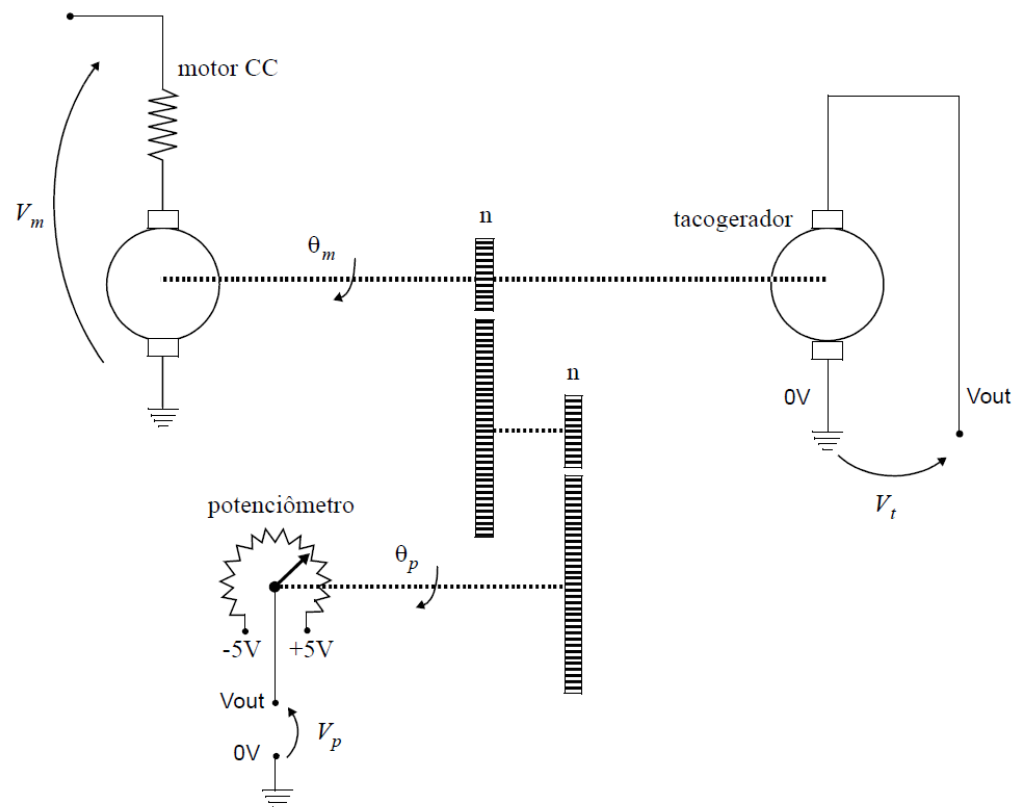 motor CC
V_m
θ_m
n
tacogerador
n
0V
Vout
V_t
potenciômetro
θ_p
-5V +5V
Vout
0V
V_p